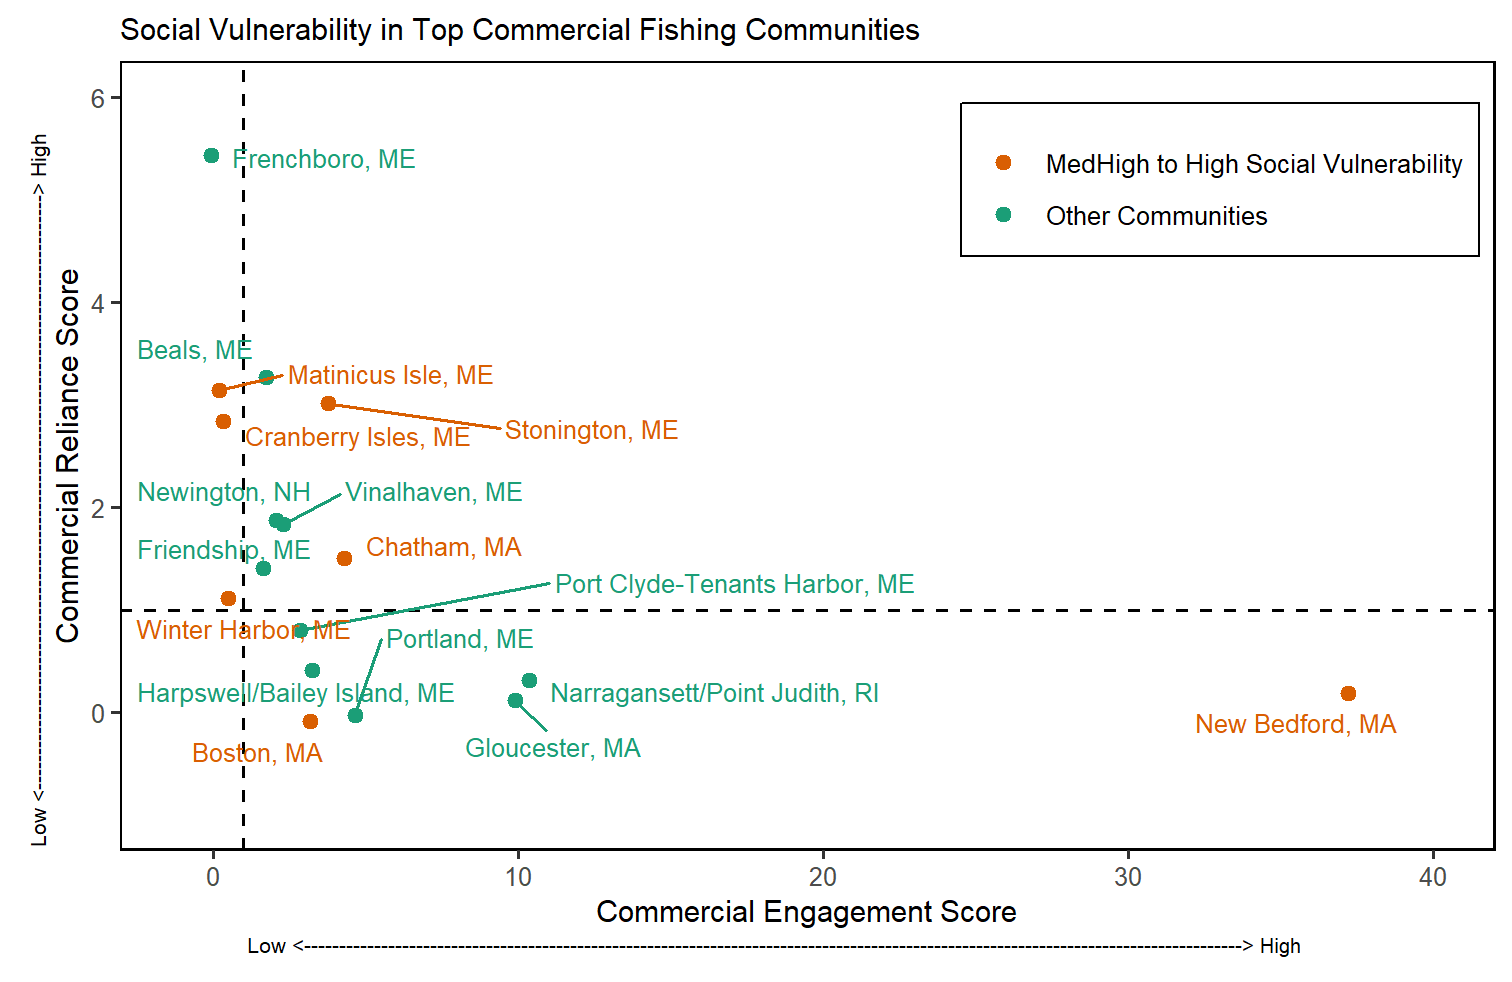 Social Vulnerability in Top Commercial Fishing Communities
6
Frenchboro, ME
MedHigh to High Social Vulnerability
Other Communities
4
Beals, ME
Matinicus Isle, ME
Stonington, ME
Cranberry Isles, ME
Newington, NH
Vinalhaven, ME
2
Friendship, ME
Chatham, MA
Port Clyde-Tenants Harbor, ME
Winter Harbor, ME
Portland, ME
Harpswell/Bailey Island, ME
Narragansett/Point Judith, RI
0
New Bedford, MA
Boston, MA
Gloucester, MA
Low <----------------------------------------------------------------------------------------------------> High
Commercial Reliance Score
0
10
20
30
40
Commercial Engagement Score
Low <--------------------------------------------------------------------------------------------------------------------------------------> High